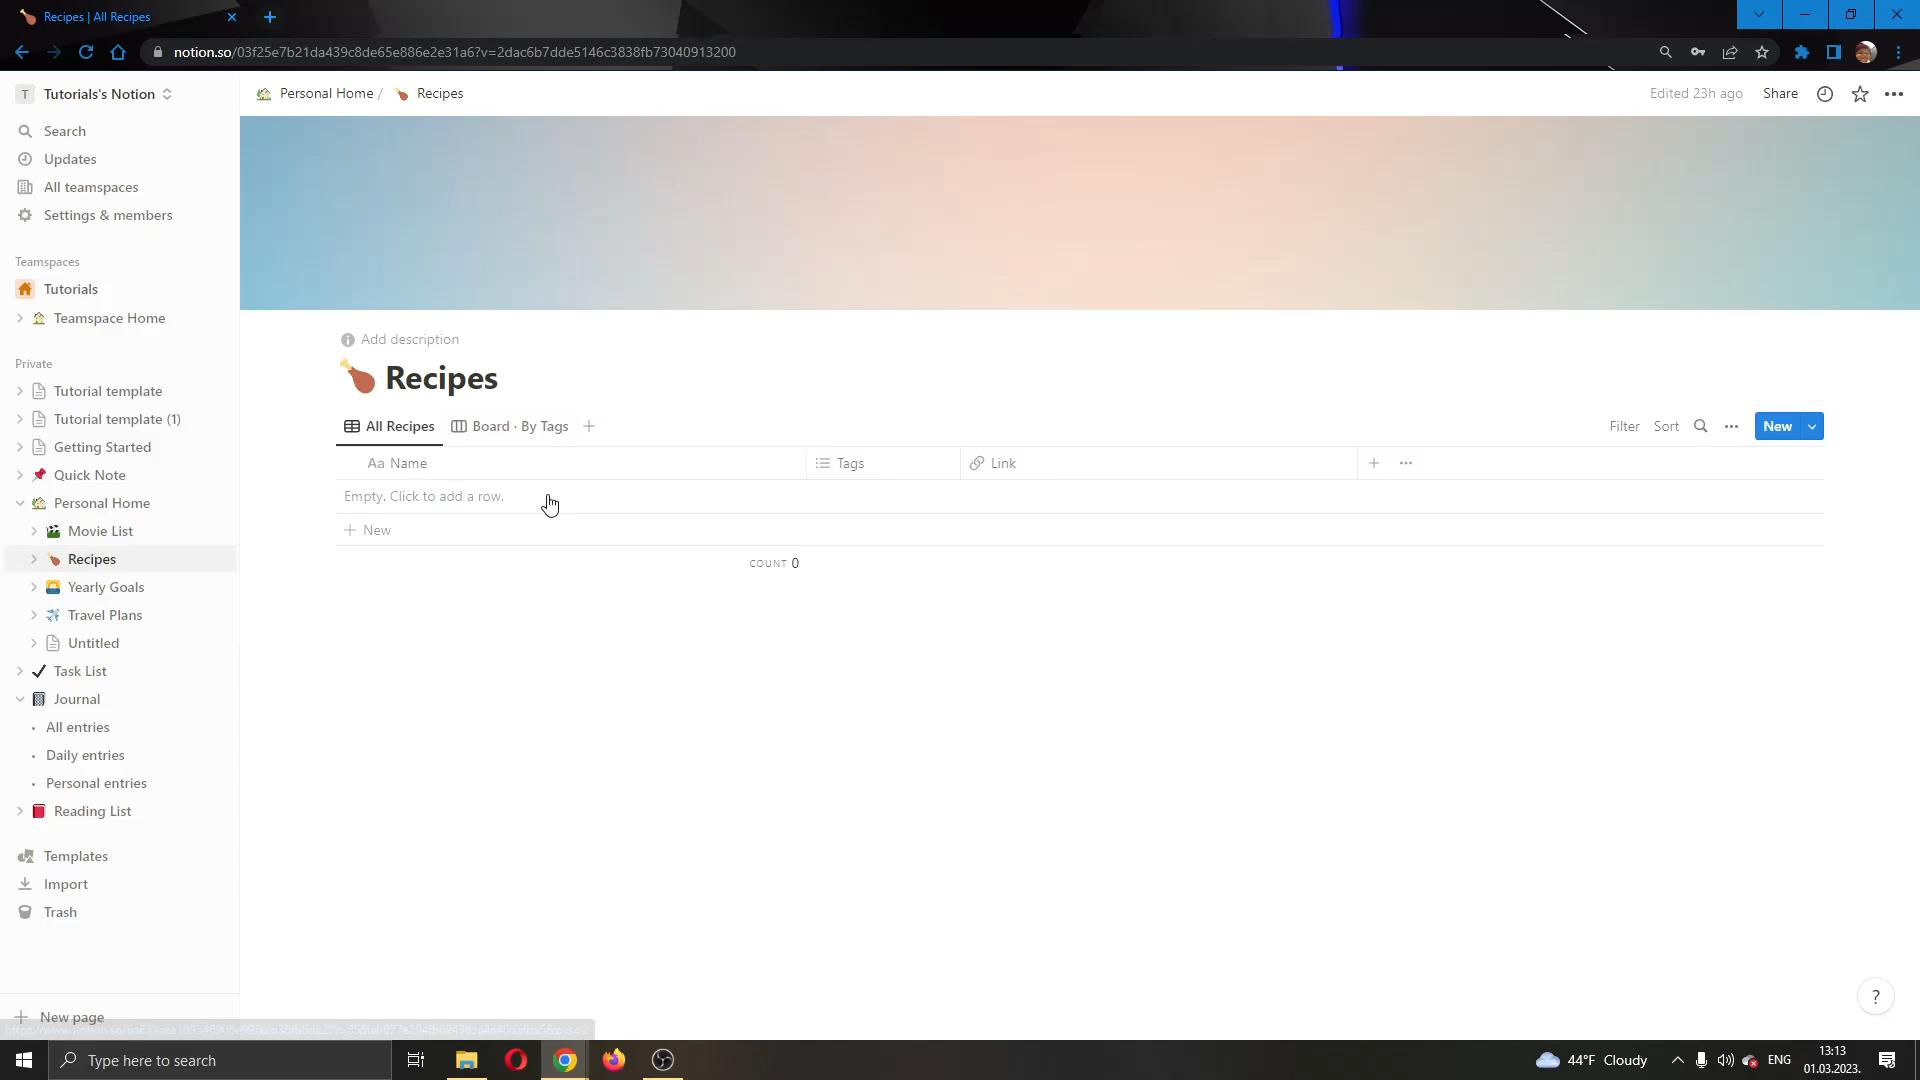 Recipes | All Recipes
notion.so/03f25e7b21da439c8de65e886e2e31a6?v=2dac6b7dde5146c3838fb73040913200
T Tutorials's Notion
Personal Home / Recipes
Edited 23h ago Share
Search
Updates
All teamspaces
Settings & members
Teamspaces
Tutorials
Teamspace Home
Private
Tutorial template
Tutorial template (1)
Getting Started
Quick Note
Personal Home
Movie List
Recipes
Yearly Goals
Travel Plans
Untitled
Task List
Journal
All entries
Daily entries
Personal entries
Reading List
Templates
Import
Trash
New page
Add description
Recipes
All Recipes Board · By Tags
Filter Sort New
Aa Name Tags Link
Empty. Click to add a row.
New
COUNT 0
?
Type here to search
44°F Cloudy
ENG
13:13
01.03.2023.